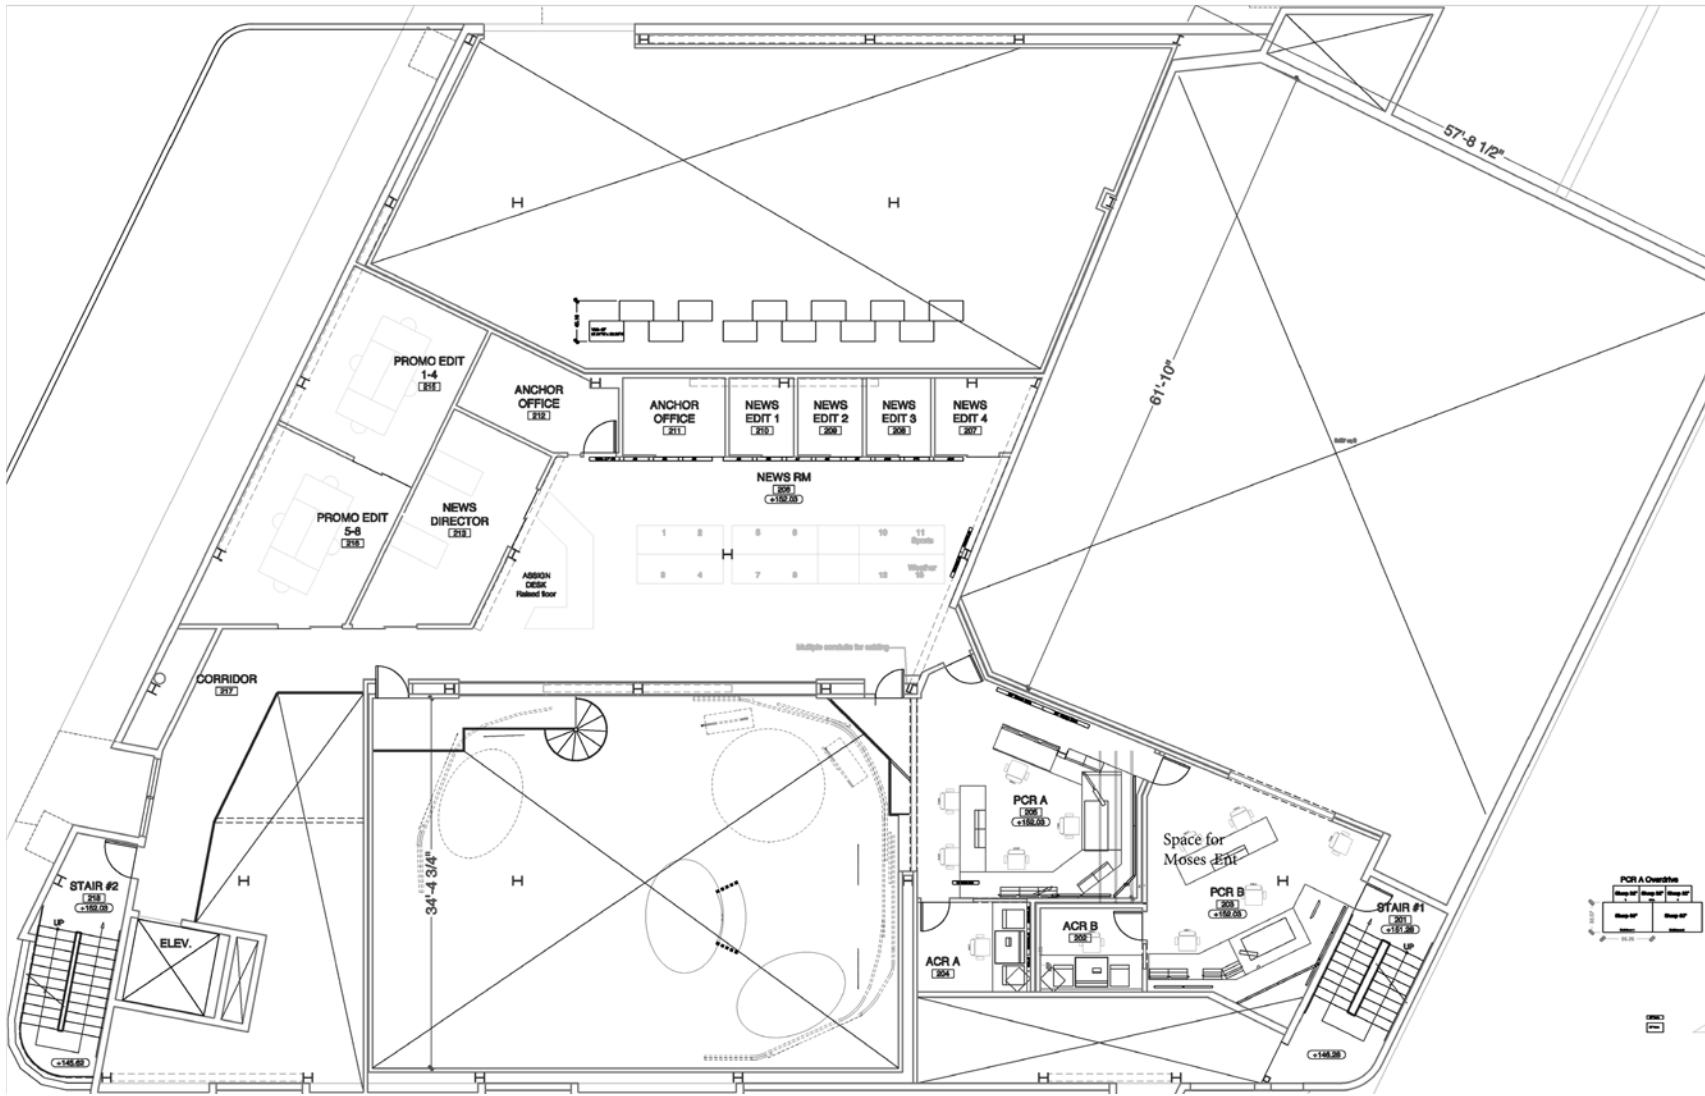 57'-8 1/2"
61'-10"
PROMO EDIT
1-4
215
ANCHOR
OFFICE
212
ANCHOR
OFFICE
211
NEWS
EDIT 1
210
NEWS
EDIT 2
209
NEWS
EDIT 3
208
NEWS
EDIT 4
207
NEWS RM
206
+152.03
PROMO EDIT
5-8
216
NEWS
DIRECTOR
213
ASSIGN
DESK
Raised floor
1
2
5
6
10
11
Sports
3
4
7
8
Weather
Multiple conduits for cabling
CORRIDOR
217
34'-4 3/4"
PCR A
205
+152.03
Space for
Moses Ent
PCR B
203
+152.03
STAIR #2
218
+152.03
UP
ELEV.
+145.62
ACR A
204
ACR B
202
STAIR #1
201
+151.28
UP
+146.28
PCR A Overdrive